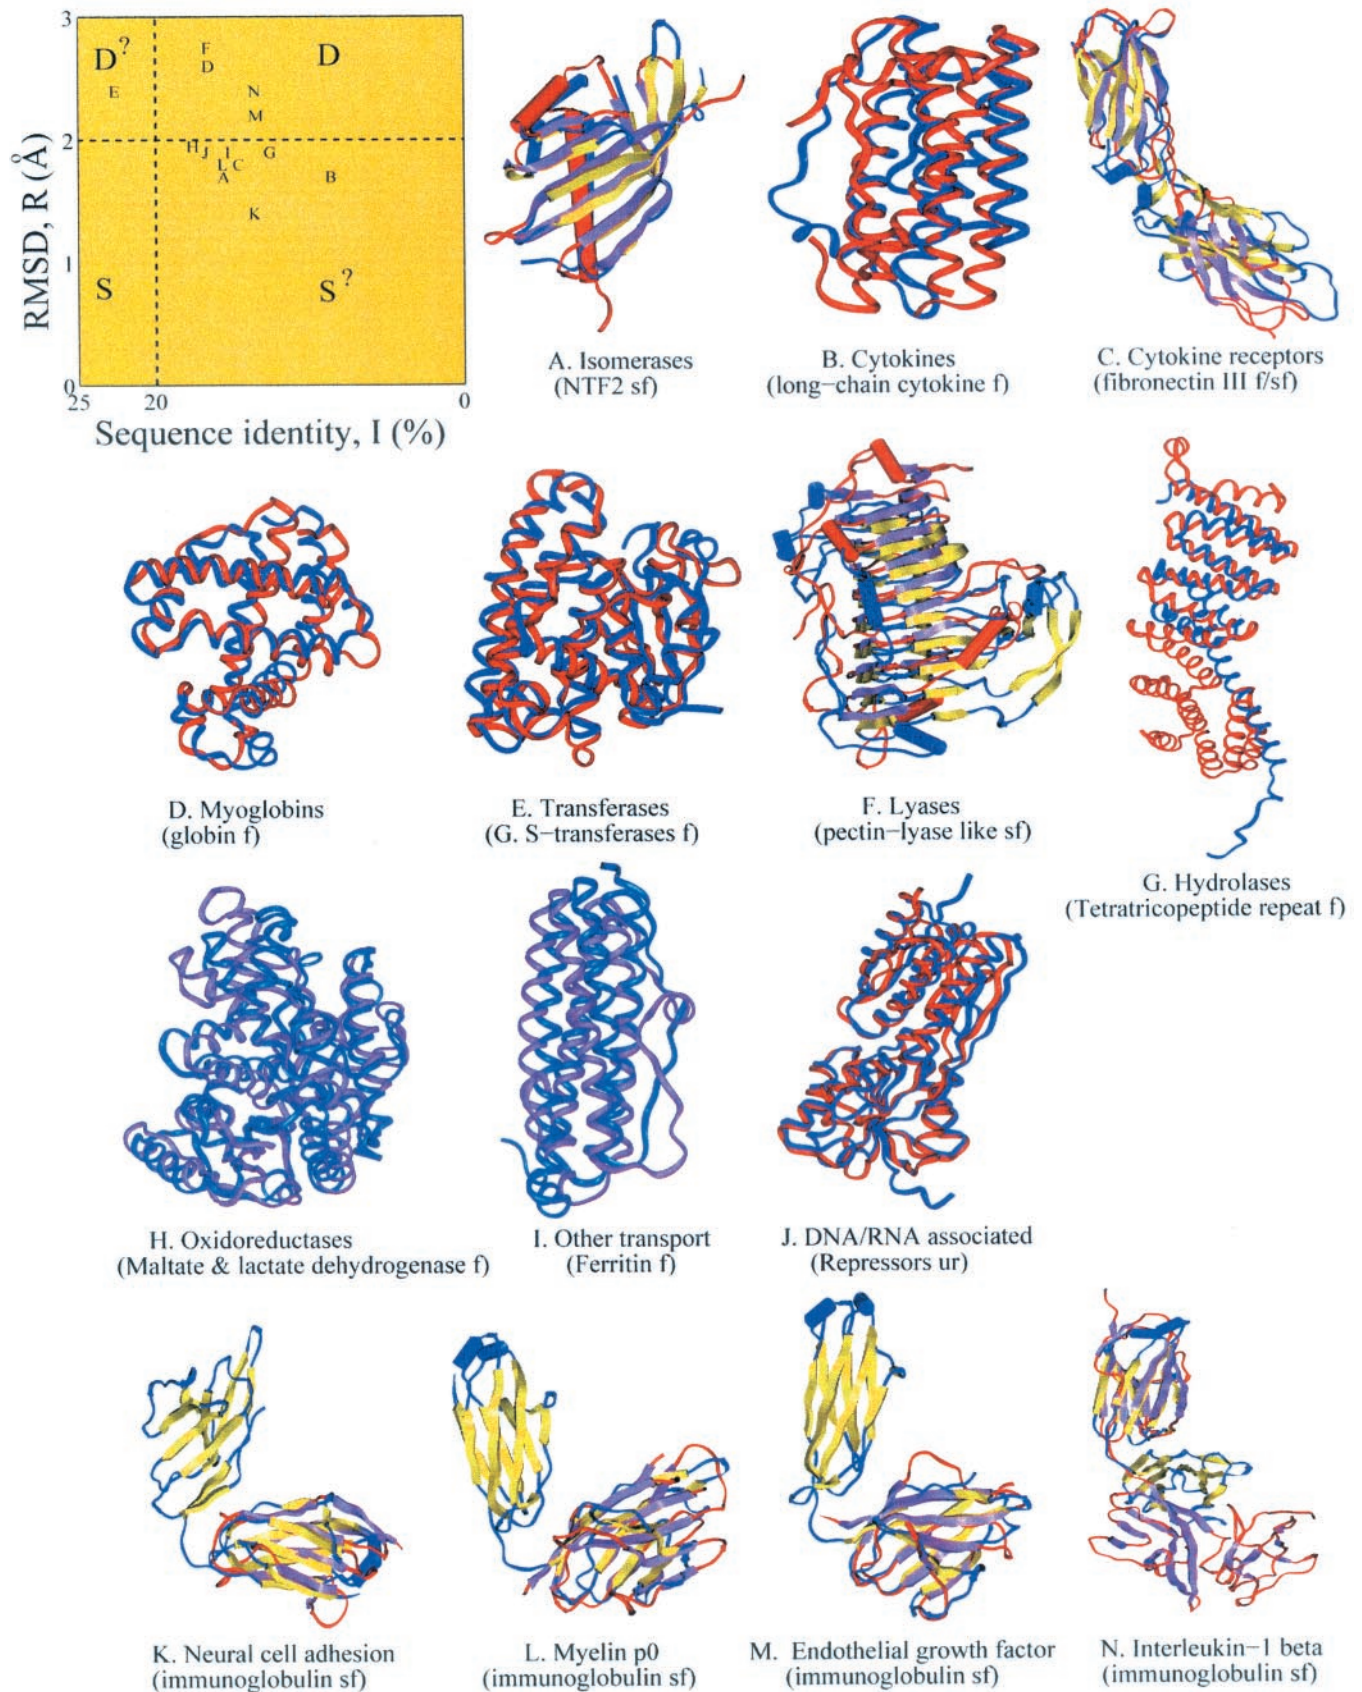 3
D?
F
D
D
E
N
M
2
H
J
I
G
L
C
A
B
K
1
S
S?
0
25
20
0
RMSD, R (Å)
Sequence identity, I (%)
A. Isomerases
(NTF2 sf)
B. Cytokines
(long−chain cytokine f)
C. Cytokine receptors
(fibronectin III f/sf)
D. Myoglobins
(globin f)
E. Transferases
(G. S−transferases f)
F. Lyases
(pectin−lyase like sf)
G. Hydrolases
(Tetratricopeptide repeat f)
H. Oxidoreductases
(Maltate & lactate dehydrogenase f)
I. Other transport
(Ferritin f)
J. DNA/RNA associated
(Repressors ur)
K. Neural cell adhesion
(immunoglobulin sf)
L. Myelin p0
(immunoglobulin sf)
M. Endothelial growth factor
(immunoglobulin sf)
N. Interleukin−1 beta
(immunoglobulin sf)